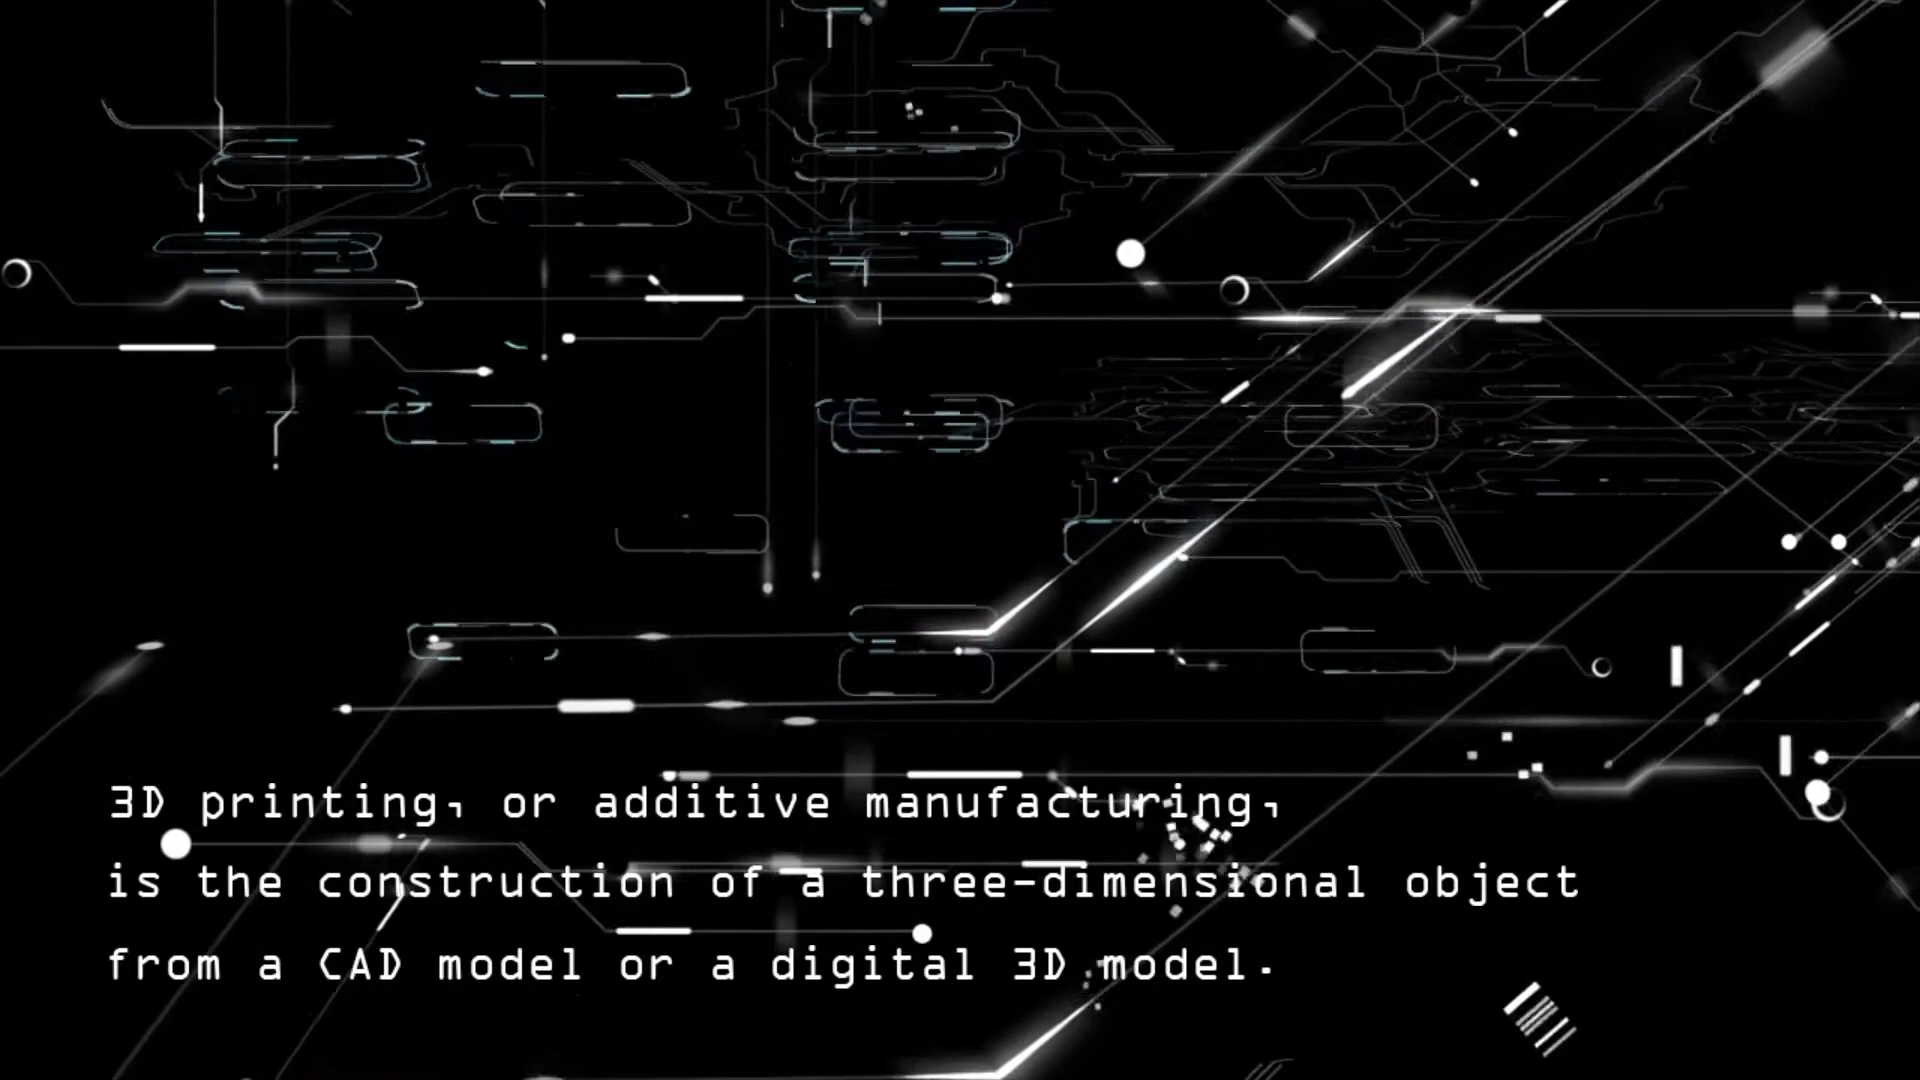 3D printing, or additive manufacturing,
is the construction of a three-dimensional object
from a CAD model or a digital 3D model.